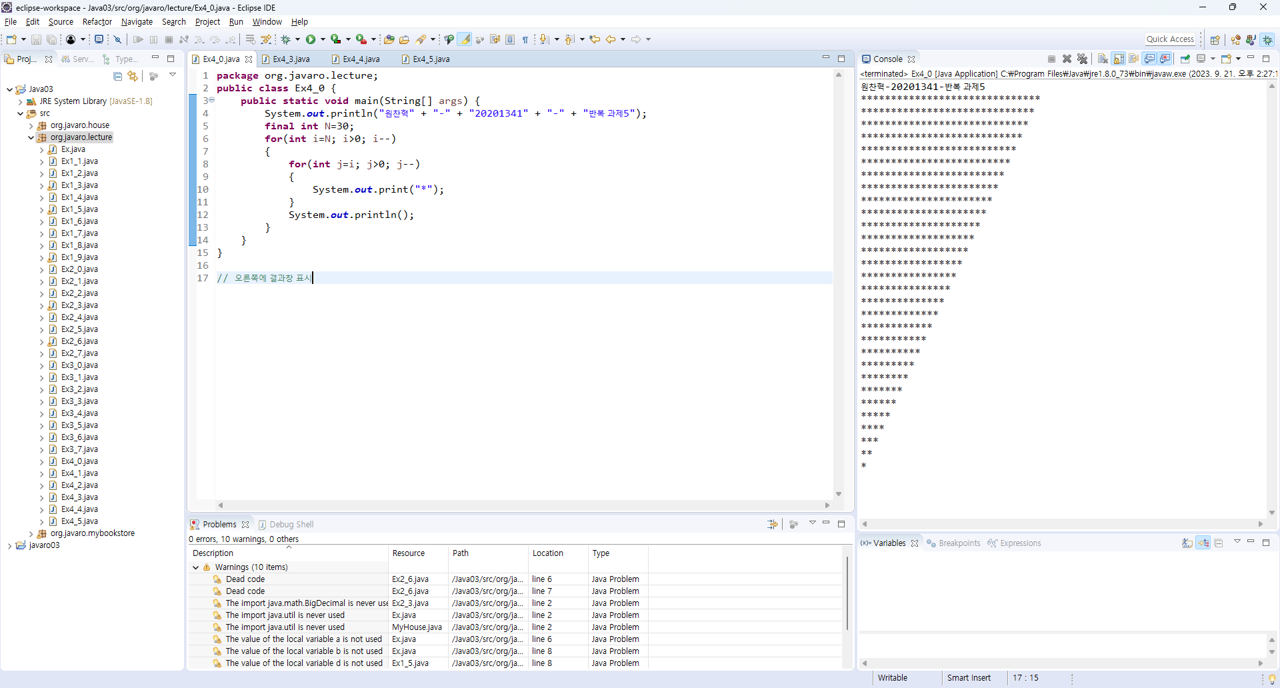 eclipse-workspace - Java03/src/org/javaro/lecture/Ex4_0.java - Eclipse IDE
File Edit Source Refactor Navigate Search Project Run Window Help
Quick Access
Proj... Serv... Type...
Java03
JRE System Library [JavaSE-1.8]
src
org.javaro.house
org.javaro.lecture
Ex.java
Ex1_1.java
Ex1_2.java
Ex1_3.java
Ex1_4.java
Ex1_5.java
Ex1_6.java
Ex1_7.java
Ex1_8.java
Ex1_9.java
Ex2_0.java
Ex2_1.java
Ex2_2.java
Ex2_3.java
Ex2_4.java
Ex2_5.java
Ex2_6.java
Ex2_7.java
Ex3_0.java
Ex3_1.java
Ex3_2.java
Ex3_3.java
Ex3_4.java
Ex3_5.java
Ex3_6.java
Ex3_7.java
Ex4_0.java
Ex4_1.java
Ex4_2.java
Ex4_3.java
Ex4_4.java
Ex4_5.java
org.javaro.mybookstore
javaro03
Ex4_0.java Ex4_3.java Ex4_4.java Ex4_5.java
1 package org.javaro.lecture;
2 public class Ex4_0 {
3 public static void main(String[] args) {
4 System.out.println("원찬혁" + "-" + "20201341" + "-" + "반복 과제5");
5 final int N=30;
6 for(int i=N; i>0; i--)
7 {
8 for(int j=i; j>0; j--)
9 {
10 System.out.print("*");
11 }
12 System.out.println();
13 }
14 }
15 }
16
17 // 오른쪽에 결과창 표시
Console
<terminated> Ex4_0 [Java Application] C:₩Program Files₩Java₩jre1.8.0_73₩bin₩javaw.exe (2023. 9. 21. 오후 2:27:1
원찬혁-20201341-반복 과제5
******************************
*****************************
****************************
***************************
**************************
*************************
************************
***********************
**********************
*********************
********************
*******************
******************
*****************
****************
***************
**************
*************
************
***********
**********
*********
********
*******
******
*****
****
***
**
*
Problems Debug Shell
0 errors, 10 warnings, 0 others
Description Resource Path Location Type
Warnings (10 items)
Dead code Ex2_6.java /Java03/src/org/ja... line 6 Java Problem
Dead code Ex2_6.java /Java03/src/org/ja... line 7 Java Problem
The import java.math.BigDecimal is never use Ex2_3.java /Java03/src/org/ja... line 2 Java Problem
The import java.util is never used Ex.java /Java03/src/org/ja... line 2 Java Problem
The import java.util is never used MyHouse.java /Java03/src/org/ja... line 2 Java Problem
The value of the local variable a is not used Ex.java /Java03/src/org/ja... line 6 Java Problem
The value of the local variable b is not used Ex.java /Java03/src/org/ja... line 8 Java Problem
The value of the local variable d is not used Ex1_5.java /Java03/src/org/ja... line 8 Java Problem
Variables Breakpoints Expressions
Writable Smart Insert 17 : 15